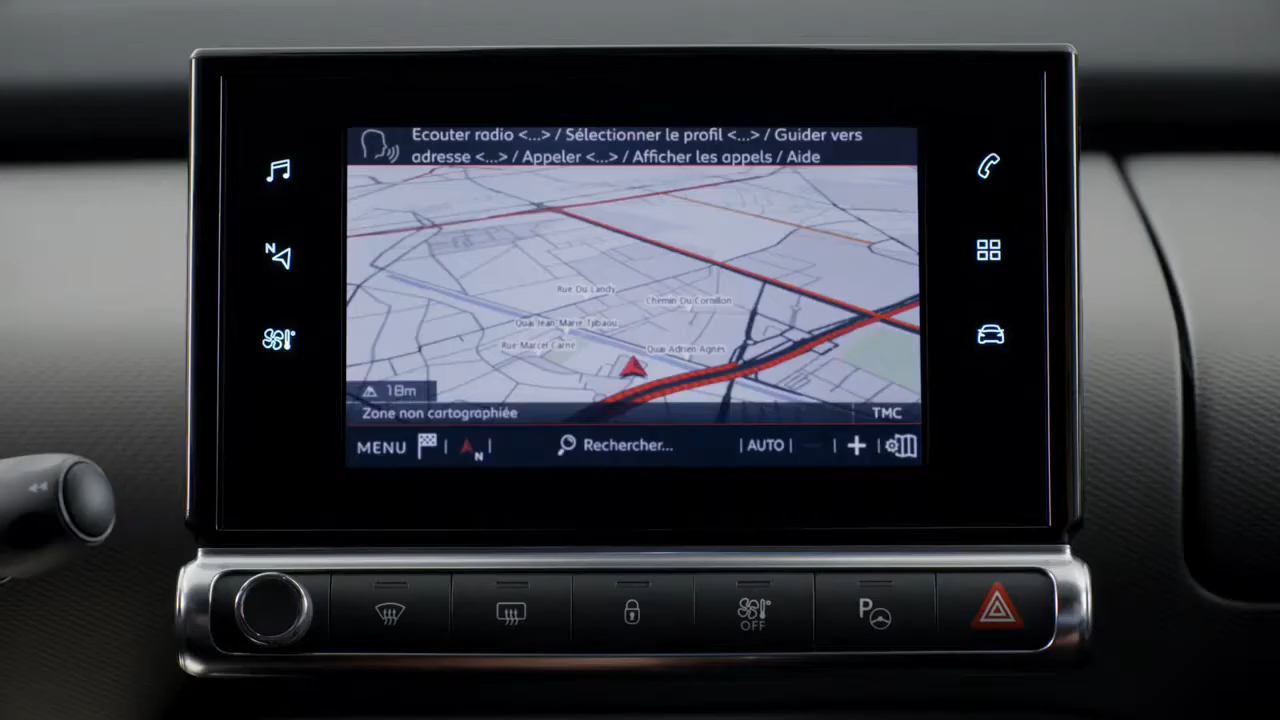 Ecouter radio <...> / Sélectionner le profil <...> / Guider vers
adresse <...> / Appeler <...> / Afficher les appels / Aide
N
Rue Du Landy
Chemin Du Cornillon
Quai Jean-Marie Tjibaou
Rue Marcel Carné
Quai Adrien Agnès
18m
Zone non cartographiée
TMC
MENU
N
Rechercher...
AUTO
OFF
P